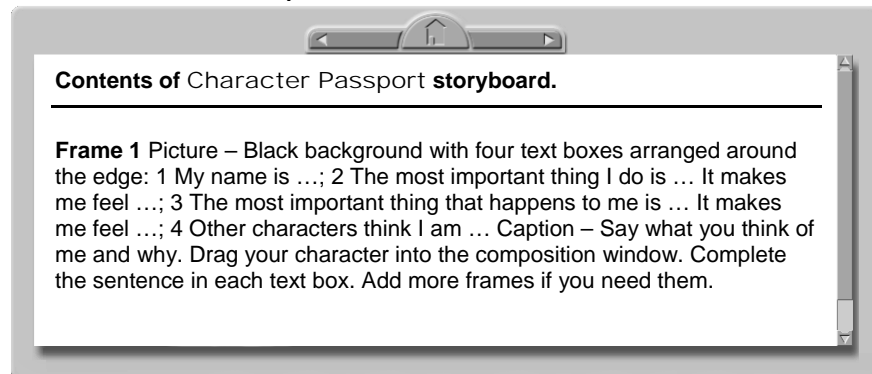 Contents of Character Passport storyboard.
Frame 1 Picture – Black background with four text boxes arranged around
the edge: 1 My name is …; 2 The most important thing I do is … It makes
me feel …; 3 The most important thing that happens to me is … It makes
me feel …; 4 Other characters think I am … Caption – Say what you think of
me and why. Drag your character into the composition window. Complete
the sentence in each text box. Add more frames if you need them.